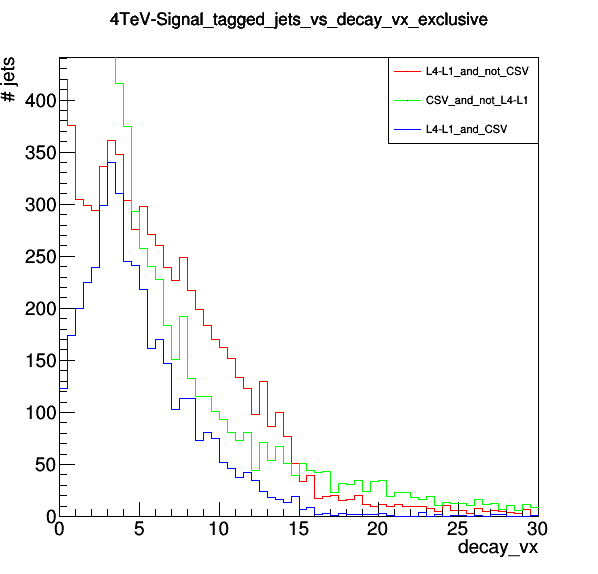 4TeV-Signal_tagged_jets_vs_decay_vx_exclusive
# jets
L4-L1_and_not_CSV
CSV_and_not_L4-L1
L4-L1_and_CSV
400
350
300
250
200
150
100
50
0
0 5 10 15 20 25 30
decay_vx